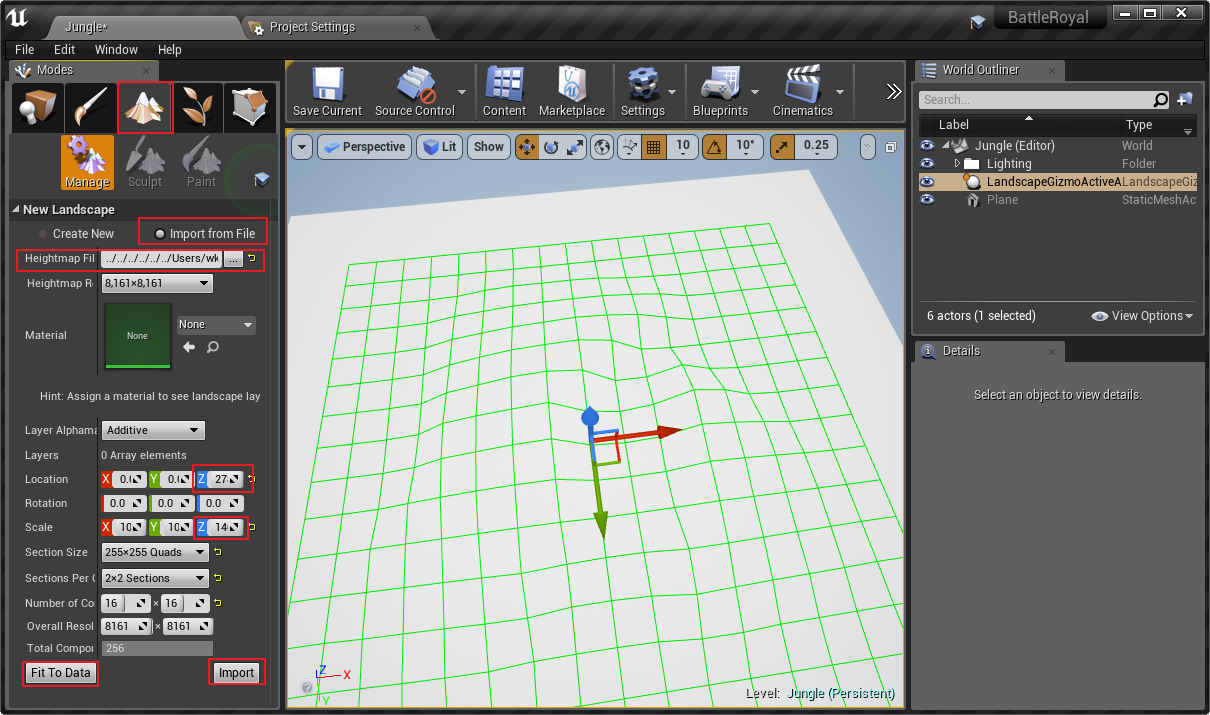 Jungle*
Project Settings
BattleRoyal
File Edit Window Help
Modes
Save Current
Source Control
Content
Marketplace
Settings
Blueprints
Cinematics
World Outliner
Search...
Label Type
Jungle (Editor) World
Lighting Folder
LandscapeGizmoActiveA LandscapeGiz
Plane StaticMeshAc
6 actors (1 selected) View Options
Details
Select an object to view details.
Manage Sculpt Paint
New Landscape
Create New Import from File
Heightmap Fil ../../../../../../Users/wk ...
Heightmap Re 8,161×8,161
Material None None
Hint: Assign a material to see landscape lay
Layer Alphama Additive
Layers 0 Array elements
Location X 0.0 Y 0.0 Z 27
Rotation 0.0 0.0 0.0
Scale X 10 Y 10 Z 14
Section Size 255×255 Quads
Sections Per C 2×2 Sections
Number of Co 16 × 16
Overall Resol 8161 × 8161
Total Compor 256
Fit To Data Import
Perspective Lit Show 10 10° 0.25
Z X
Y
Level: Jungle (Persistent)